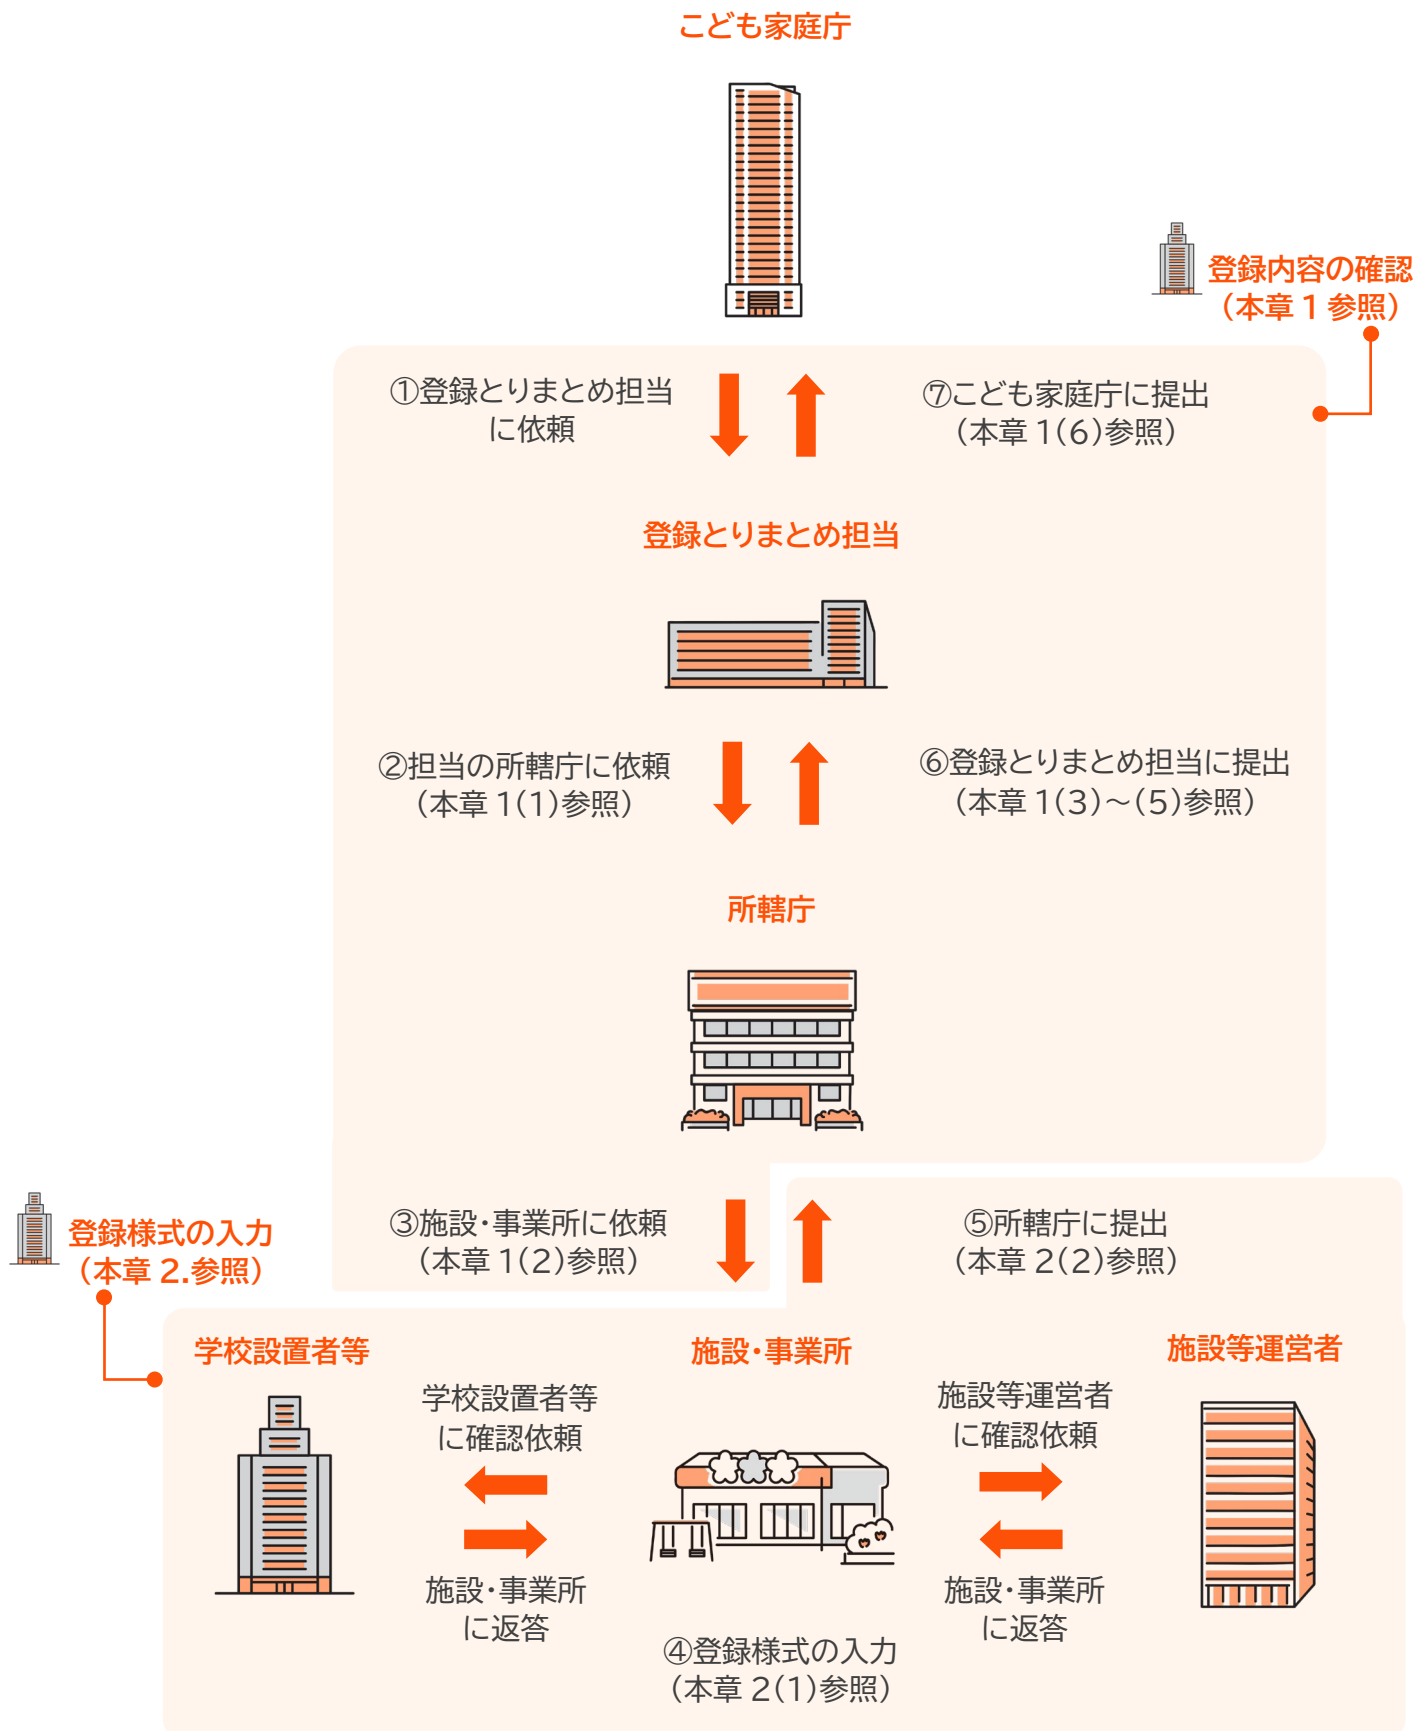 こども家庭庁
登録内容の確認
（本章 1 参照）
①登録とりまとめ担当
に依頼
⑦こども家庭庁に提出
（本章 1（6）参照）
登録とりまとめ担当
②担当の所轄庁に依頼
（本章 1（1）参照）
⑥登録とりまとめ担当に提出
（本章 1（3）～（5）参照）
所轄庁
登録様式の入力
（本章 2.参照）
③施設・事業所に依頼
（本章 1（2）参照）
⑤所轄庁に提出
（本章 2（2）参照）
学校設置者等
施設・事業所
施設等運営者
学校設置者等
に確認依頼
施設等運営者
に確認依頼
施設・事業所
に返答
施設・事業所
に返答
④登録様式の入力
（本章 2（1）参照）